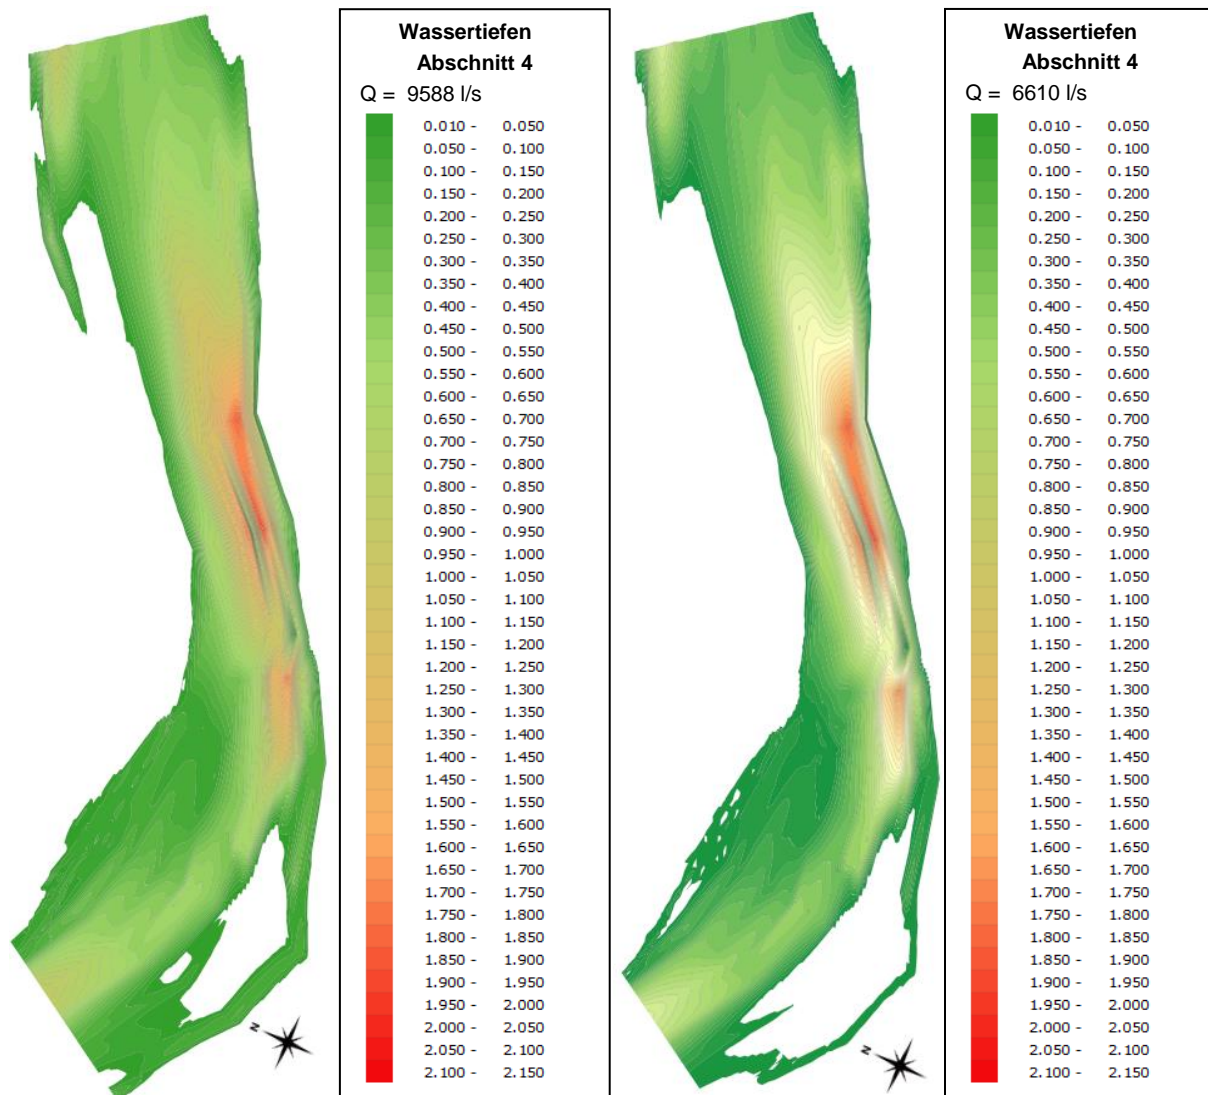 Wassertiefen
Abschnitt 4
Q = 9588 l/s
0.010 - 0.050
0.050 - 0.100
0.100 - 0.150
0.150 - 0.200
0.200 - 0.250
0.250 - 0.300
0.300 - 0.350
0.350 - 0.400
0.400 - 0.450
0.450 - 0.500
0.500 - 0.550
0.550 - 0.600
0.600 - 0.650
0.650 - 0.700
0.700 - 0.750
0.750 - 0.800
0.800 - 0.850
0.850 - 0.900
0.900 - 0.950
0.950 - 1.000
1.000 - 1.050
1.050 - 1.100
1.100 - 1.150
1.150 - 1.200
1.200 - 1.250
1.250 - 1.300
1.300 - 1.350
1.350 - 1.400
1.400 - 1.450
1.450 - 1.500
1.500 - 1.550
1.550 - 1.600
1.600 - 1.650
1.650 - 1.700
1.700 - 1.750
1.750 - 1.800
1.800 - 1.850
1.850 - 1.900
1.900 - 1.950
1.950 - 2.000
2.000 - 2.050
2.050 - 2.100
2.100 - 2.150
N
Wassertiefen
Abschnitt 4
Q = 6610 l/s
0.010 - 0.050
0.050 - 0.100
0.100 - 0.150
0.150 - 0.200
0.200 - 0.250
0.250 - 0.300
0.300 - 0.350
0.350 - 0.400
0.400 - 0.450
0.450 - 0.500
0.500 - 0.550
0.550 - 0.600
0.600 - 0.650
0.650 - 0.700
0.700 - 0.750
0.750 - 0.800
0.800 - 0.850
0.850 - 0.900
0.900 - 0.950
0.950 - 1.000
1.000 - 1.050
1.050 - 1.100
1.100 - 1.150
1.150 - 1.200
1.200 - 1.250
1.250 - 1.300
1.300 - 1.350
1.350 - 1.400
1.400 - 1.450
1.450 - 1.500
1.500 - 1.550
1.550 - 1.600
1.600 - 1.650
1.650 - 1.700
1.700 - 1.750
1.750 - 1.800
1.800 - 1.850
1.850 - 1.900
1.900 - 1.950
1.950 - 2.000
2.000 - 2.050
2.050 - 2.100
2.100 - 2.150
N